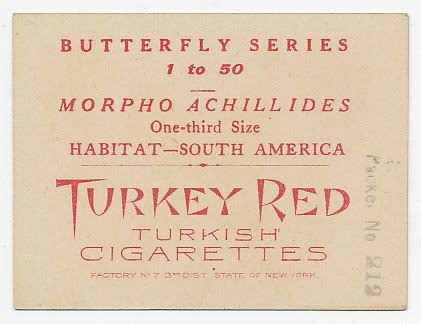 BUTTERFLY SERIES
1 to 50
MORPHO ACHILLIDES
One-third Size
HABITAT—SOUTH AMERICA
TURKEY RED
TURKISH
CIGARETTES
FACTORY No 7 3RD DIST. STATE OF NEW YORK.
Packer No 212